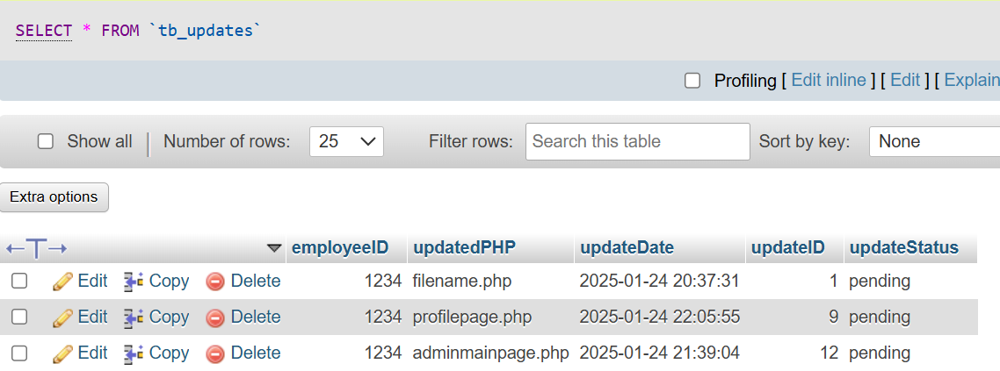 SELECT * FROM `tb_updates`
Profiling [ Edit inline ] [ Edit ] [ Explain
Show all Number of rows: 25 Filter rows: Search this table Sort by key: None
Extra options
←T→ employeeID updatedPHP updateDate updateID updateStatus
Edit Copy Delete 1234 filename.php 2025-01-24 20:37:31 1 pending
Edit Copy Delete 1234 profilepage.php 2025-01-24 22:05:55 9 pending
Edit Copy Delete 1234 adminmainpage.php 2025-01-24 21:39:04 12 pending